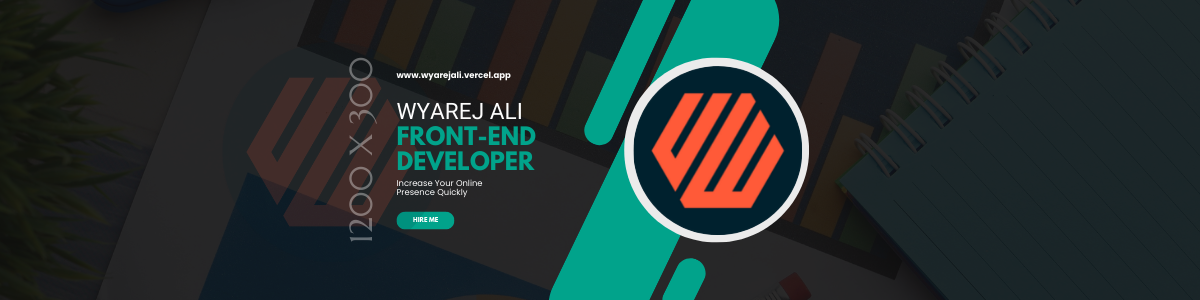 www.wyarejali.vercel.app
1200 X 300
WYAREJ ALI
FRONT-END
DEVELOPER
Increase Your Online
Presence Quickly
HIRE ME